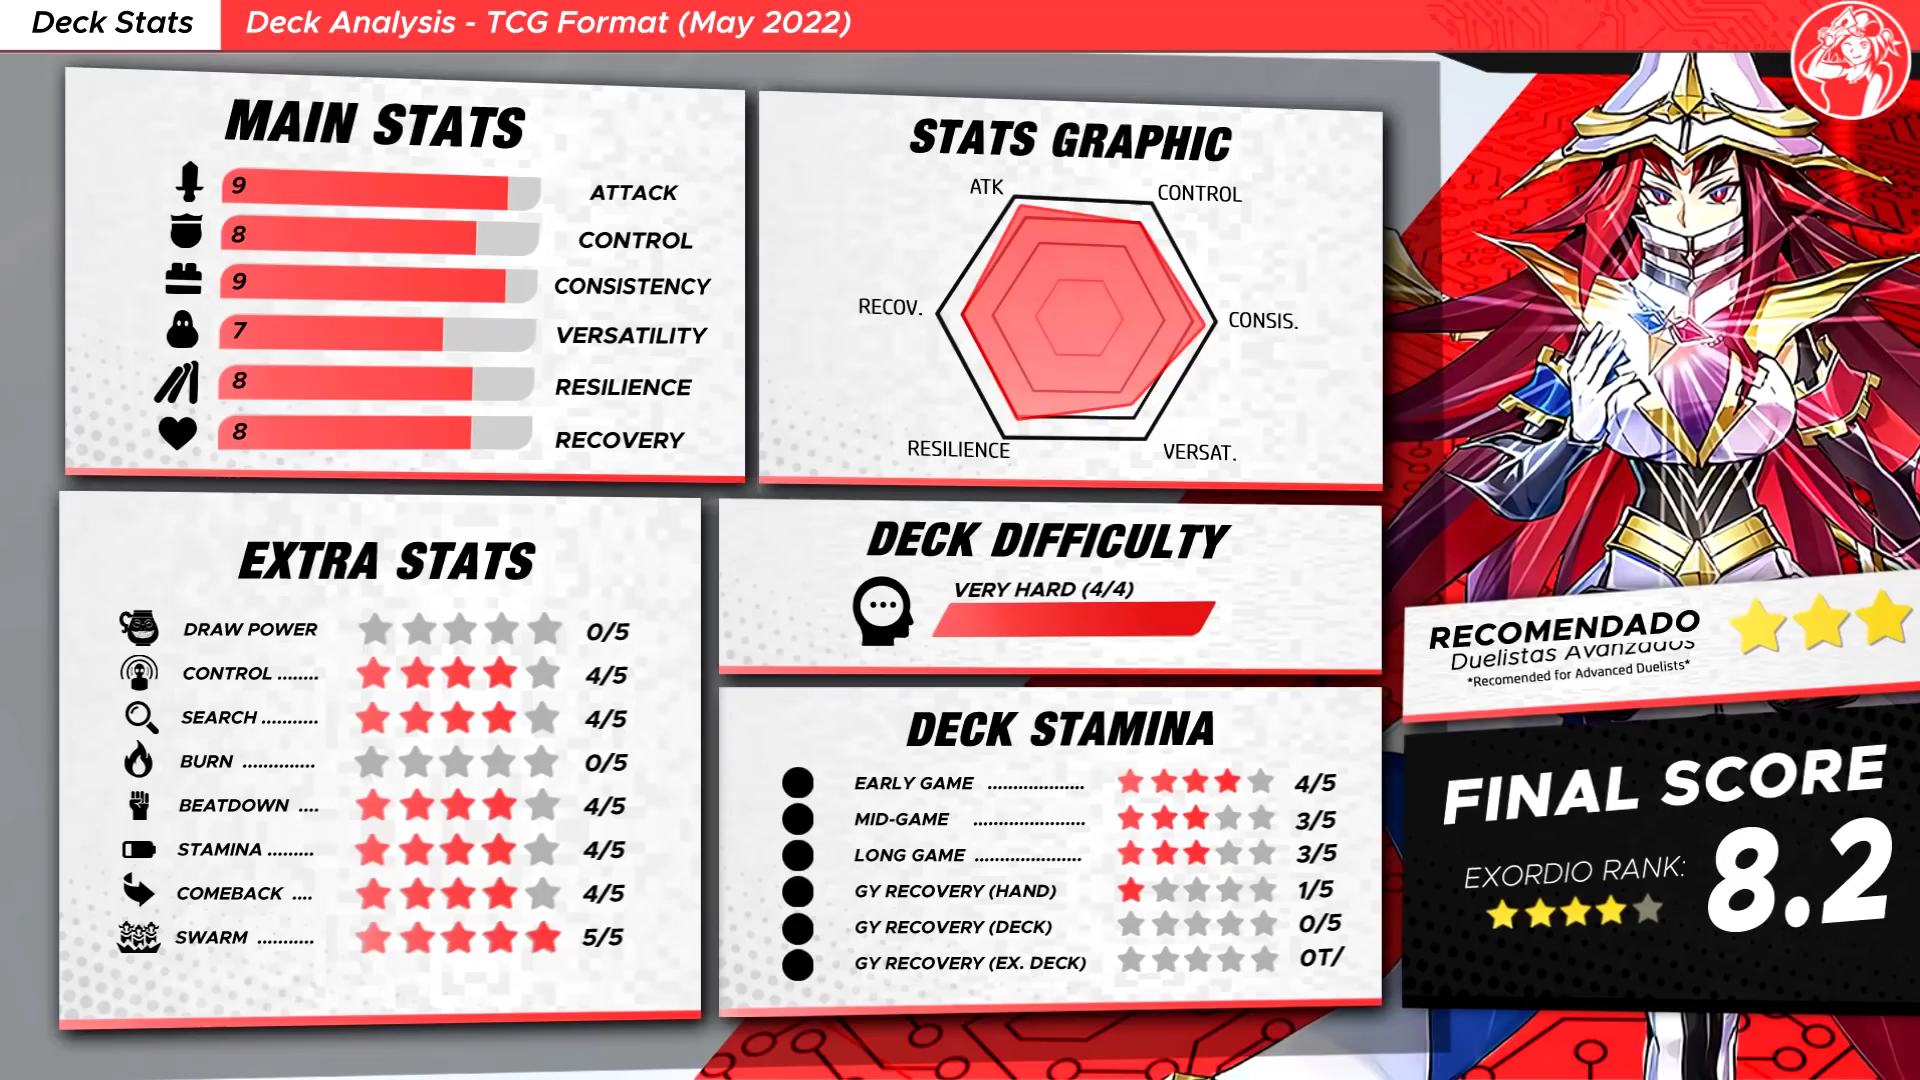 Deck Stats
Deck Analysis - TCG Format (May 2022)
MAIN STATS
9 ATTACK
8 CONTROL
9 CONSISTENCY
7 VERSATILITY
8 RESILIENCE
8 RECOVERY
STATS GRAPHIC
ATK
CONTROL
RECOV.
CONSIS.
RESILIENCE
VERSAT.
EXTRA STATS
DRAW POWER 0/5
CONTROL ........ 4/5
SEARCH ........... 4/5
BURN .............. 0/5
BEATDOWN .... 4/5
STAMINA ......... 4/5
COMEBACK .... 4/5
SWARM ........... 5/5
DECK DIFFICULTY
VERY HARD (4/4)
DECK STAMINA
EARLY GAME ................... 4/5
MID-GAME ...................... 3/5
LONG GAME ..................... 3/5
GY RECOVERY (HAND) 1/5
GY RECOVERY (DECK) 0/5
GY RECOVERY (EX. DECK) 0T/
RECOMENDADO
Duelistas Avanzados
*Recomended for Advanced Duelists*
FINAL SCORE
EXORDIO RANK:
8.2